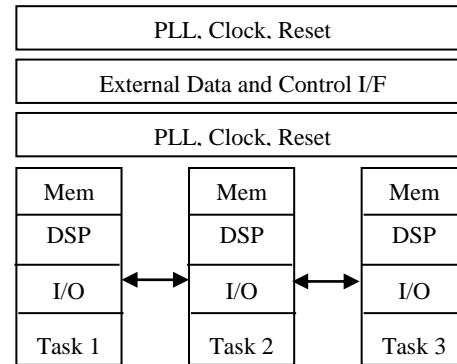 PLL, Clock, Reset
External Data and Control I/F
PLL, Clock, Reset
Mem Mem Mem
DSP DSP DSP
I/O I/O I/O
Task 1 Task 2 Task 3